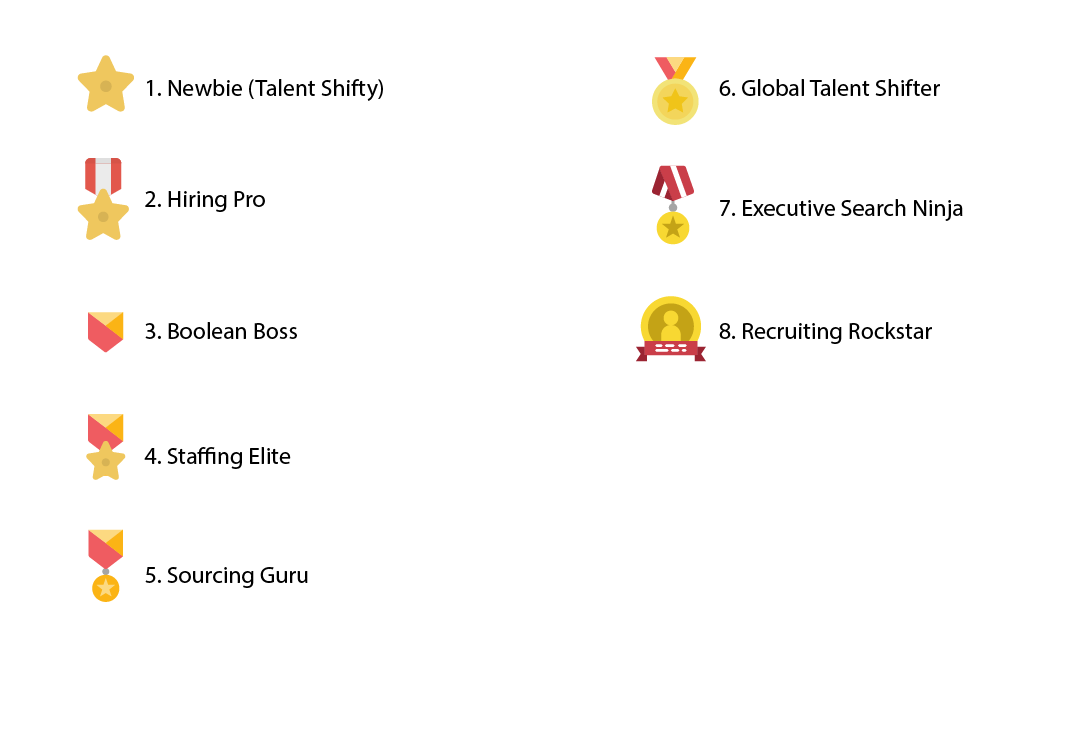 1. Newbie (Talent Shifty)
2. Hiring Pro
3. Boolean Boss
4. Staffing Elite
5. Sourcing Guru
6. Global Talent Shifter
7. Executive Search Ninja
8. Recruiting Rockstar